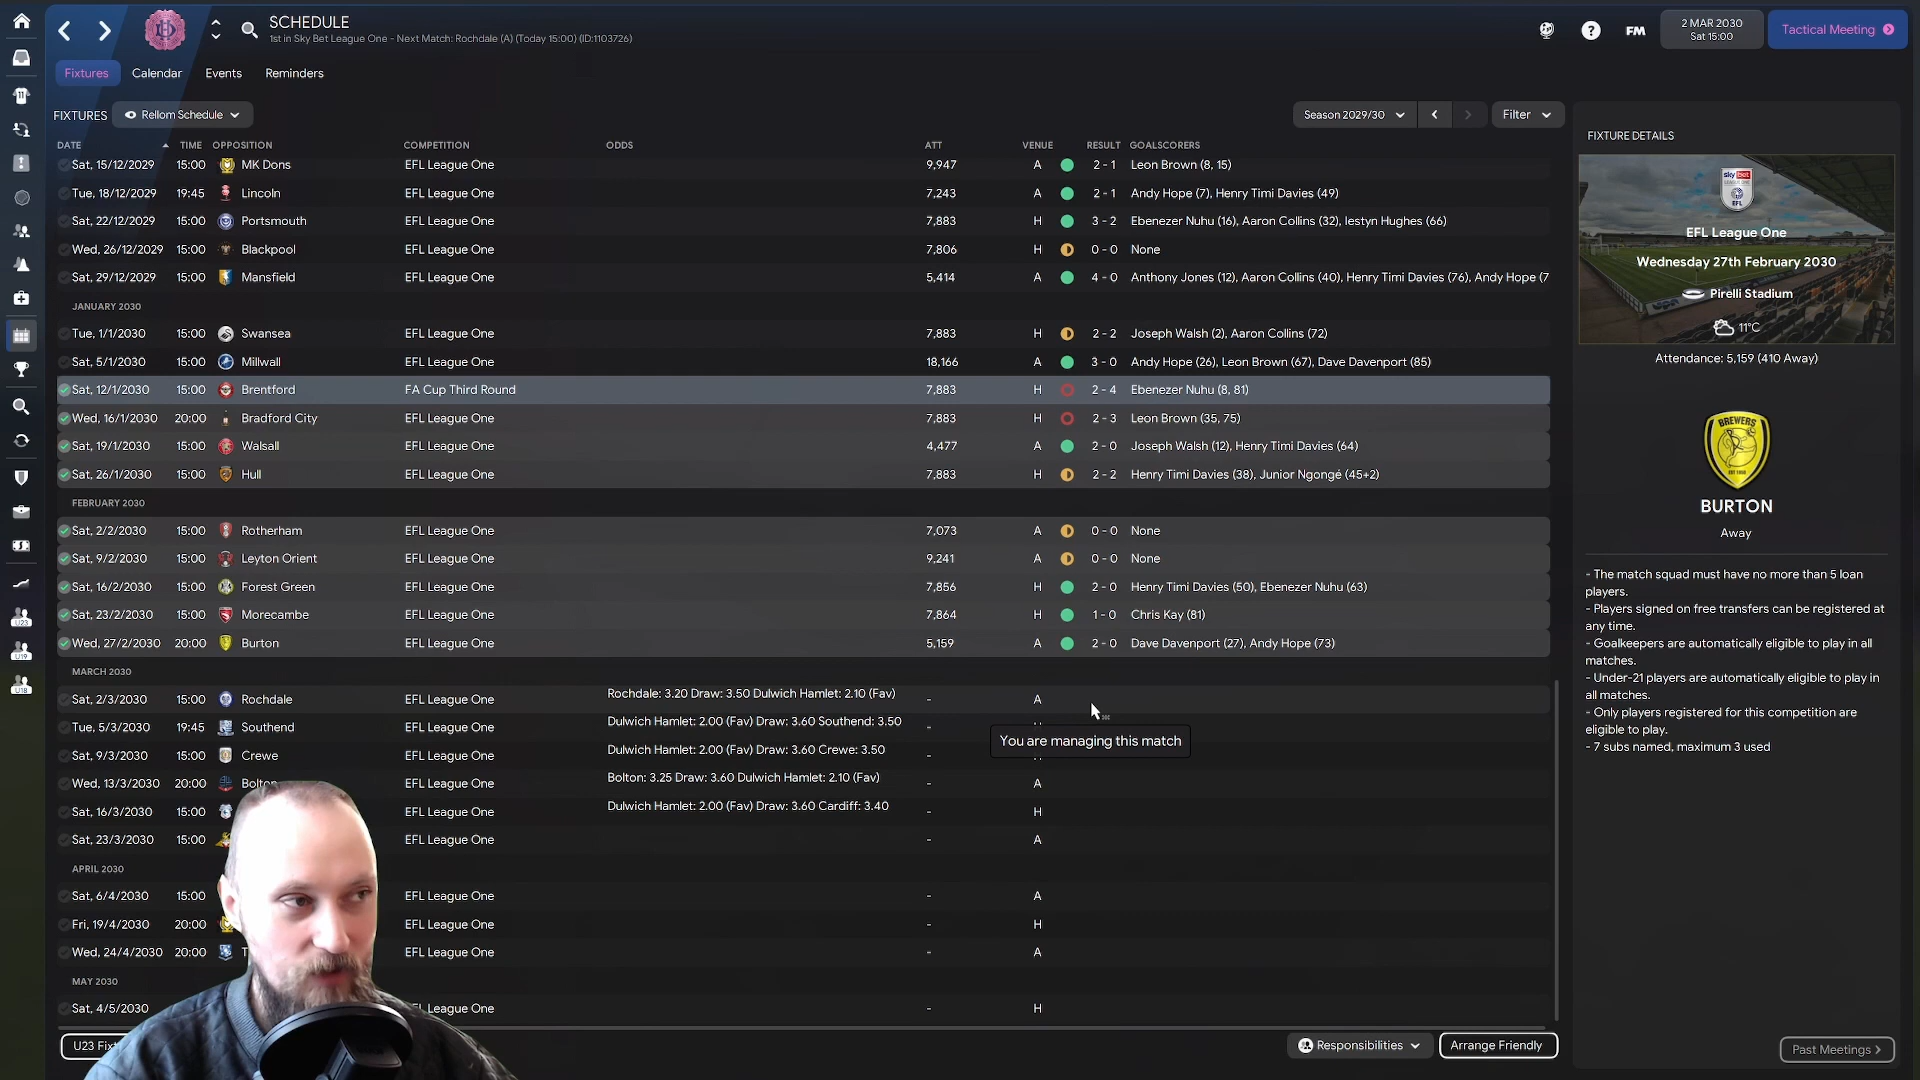 SCHEDULE
1st in Sky Bet League One - Next Match: Rochdale (A) (Today 15:00) (ID:1103726)
FM
2 MAR 2030
Sat 15:00
Tactical Meeting
Fixtures Calendar Events Reminders
FIXTURES Rellom Schedule Season 2029/30 Filter
DATE TIME OPPOSITION COMPETITION ODDS ATT VENUE RESULT GOALSCORERS
Sat, 15/12/2029 15:00 MK Dons EFL League One 9,947 A 2 - 1 Leon Brown (8, 15)
Tue, 18/12/2029 19:45 Lincoln EFL League One 7,243 A 2 - 1 Andy Hope (7), Henry Timi Davies (49)
Sat, 22/12/2029 15:00 Portsmouth EFL League One 7,883 H 3 - 2 Ebenezer Nuhu (16), Aaron Collins (32), Iestyn Hughes (66)
Wed, 26/12/2029 15:00 Blackpool EFL League One 7,806 H 0 - 0 None
Sat, 29/12/2029 15:00 Mansfield EFL League One 5,414 A 4 - 0 Anthony Jones (12), Aaron Collins (40), Henry Timi Davies (76), Andy Hope (7
JANUARY 2030
Tue, 1/1/2030 15:00 Swansea EFL League One 7,883 H 2 - 2 Joseph Walsh (2), Aaron Collins (72)
Sat, 5/1/2030 15:00 Millwall EFL League One 18,166 A 3 - 0 Andy Hope (26), Leon Brown (67), Dave Davenport (85)
Sat, 12/1/2030 15:00 Brentford FA Cup Third Round 7,883 H 2 - 4 Ebenezer Nuhu (8, 81)
Wed, 16/1/2030 20:00 Bradford City EFL League One 7,883 H 2 - 3 Leon Brown (35, 75)
Sat, 19/1/2030 15:00 Walsall EFL League One 4,477 A 2 - 0 Joseph Walsh (12), Henry Timi Davies (64)
Sat, 26/1/2030 15:00 Hull EFL League One 7,883 H 2 - 2 Henry Timi Davies (38), Junior Ngongé (45+2)
FEBRUARY 2030
Sat, 2/2/2030 15:00 Rotherham EFL League One 7,073 A 0 - 0 None
Sat, 9/2/2030 15:00 Leyton Orient EFL League One 9,241 A 0 - 0 None
Sat, 16/2/2030 15:00 Forest Green EFL League One 7,856 H 2 - 0 Henry Timi Davies (50), Ebenezer Nuhu (63)
Sat, 23/2/2030 15:00 Morecambe EFL League One 7,864 H 1 - 0 Chris Kay (81)
Wed, 27/2/2030 20:00 Burton EFL League One 5,159 A 2 - 0 Dave Davenport (27), Andy Hope (73)
MARCH 2030
Sat, 2/3/2030 15:00 Rochdale EFL League One Rochdale: 3.20 Draw: 3.50 Dulwich Hamlet: 2.10 (Fav) - A
Tue, 5/3/2030 19:45 Southend EFL League One Dulwich Hamlet: 2.00 (Fav) Draw: 3.60 Southend: 3.50 -
You are managing this match
Sat, 9/3/2030 15:00 Crewe EFL League One Dulwich Hamlet: 2.00 (Fav) Draw: 3.60 Crewe: 3.50 -
Wed, 13/3/2030 20:00 Bolton EFL League One Bolton: 3.25 Draw: 3.60 Dulwich Hamlet: 2.10 (Fav) - A
Sat, 16/3/2030 15:00 EFL League One Dulwich Hamlet: 2.00 (Fav) Draw: 3.60 Cardiff: 3.40 - H
Sat, 23/3/2030 15:00 EFL League One - A
APRIL 2030
Sat, 6/4/2030 15:00 EFL League One - A
Fri, 19/4/2030 20:00 EFL League One - H
Wed, 24/4/2030 20:00 T EFL League One - A
MAY 2030
Sat, 4/5/2030 15:00 FL League One - H
U23 Fixt Responsibilities Arrange Friendly
FIXTURE DETAILS
sky bet
EFL
EFL League One
Wednesday 27th February 2030
Pirelli Stadium
11°C
Attendance: 5,159 (410 Away)
BREWERS
BURTON
Away
- The match squad must have no more than 5 loan
players.
- Players signed on free transfers can be registered at
any time.
- Goalkeepers are automatically eligible to play in all
matches.
- Under-21 players are automatically eligible to play in
all matches.
- Only players registered for this competition are
eligible to play.
- 7 subs named, maximum 3 used
Past Meetings
U23
U19
U18